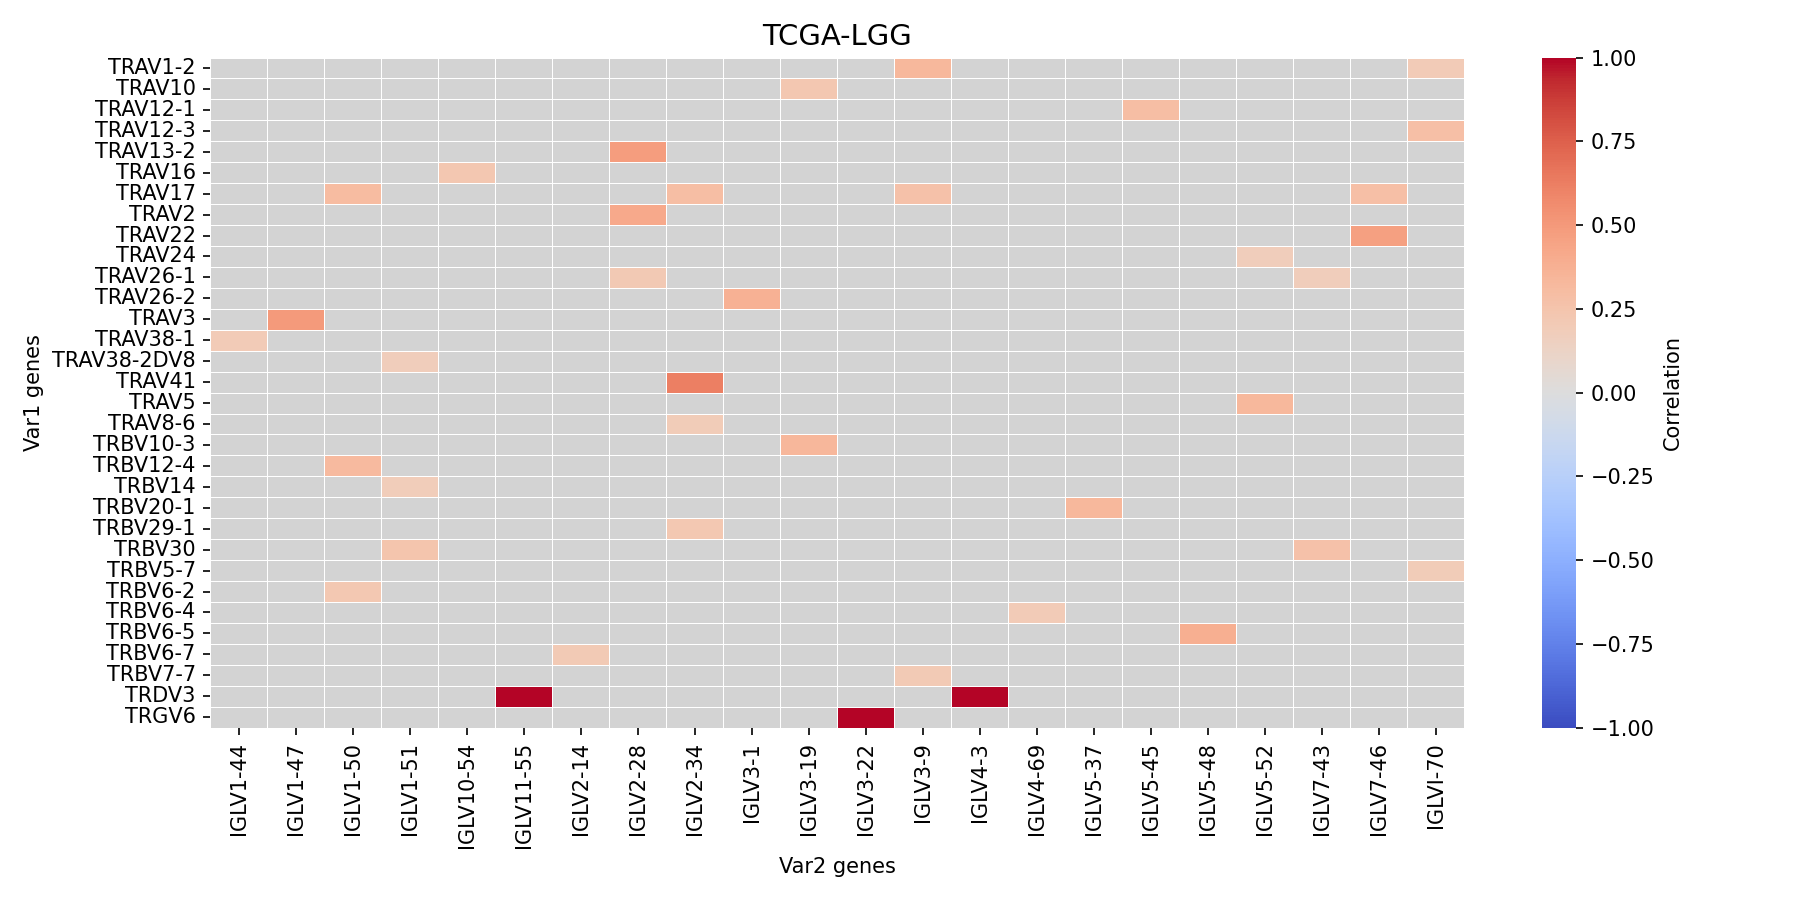 TCGA-LGG
TRAV1-2
TRAV10
TRAV12-1
TRAV12-3
TRAV13-2
TRAV16
TRAV17
TRAV2
TRAV22
TRAV24
TRAV26-1
TRAV26-2
TRAV3
TRAV38-1
TRAV38-2DV8
TRAV41
TRAV5
TRAV8-6
TRBV10-3
TRBV12-4
TRBV14
TRBV20-1
TRBV29-1
TRBV30
TRBV5-7
TRBV6-2
TRBV6-4
TRBV6-5
TRBV6-7
TRBV7-7
TRDV3
TRGV6
Var1 genes
IGLV1-44
IGLV1-47
IGLV1-50
IGLV1-51
IGLV10-54
IGLV11-55
IGLV2-14
IGLV2-28
IGLV2-34
IGLV3-1
IGLV3-19
IGLV3-22
IGLV3-9
IGLV4-3
IGLV4-69
IGLV5-37
IGLV5-45
IGLV5-48
IGLV5-52
IGLV7-43
IGLV7-46
IGLVI-70
Var2 genes
1.00
0.75
0.50
0.25
0.00
−0.25
−0.50
−0.75
−1.00
Correlation